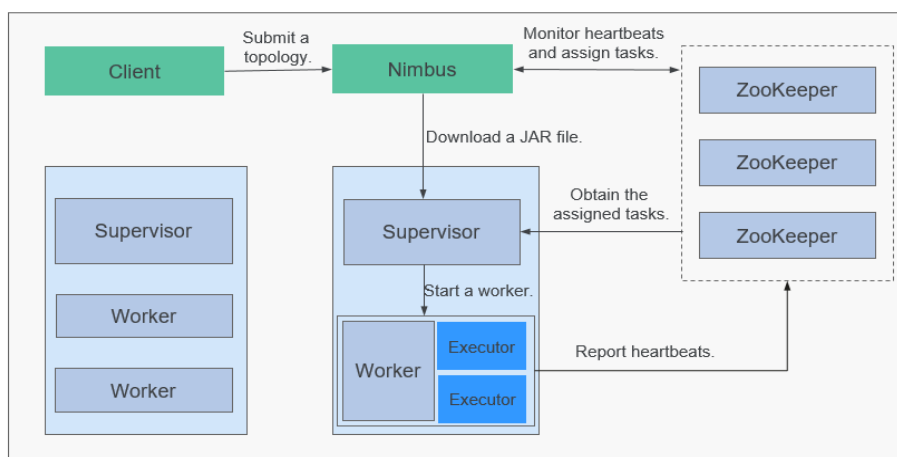 Client
Submit a
topology.
Nimbus
Monitor heartbeats
and assign tasks.
ZooKeeper
ZooKeeper
ZooKeeper
Download a JAR file.
Obtain the
assigned tasks.
Supervisor
Worker
Worker
Supervisor
Start a worker.
Worker
Executor
Executor
Report heartbeats.